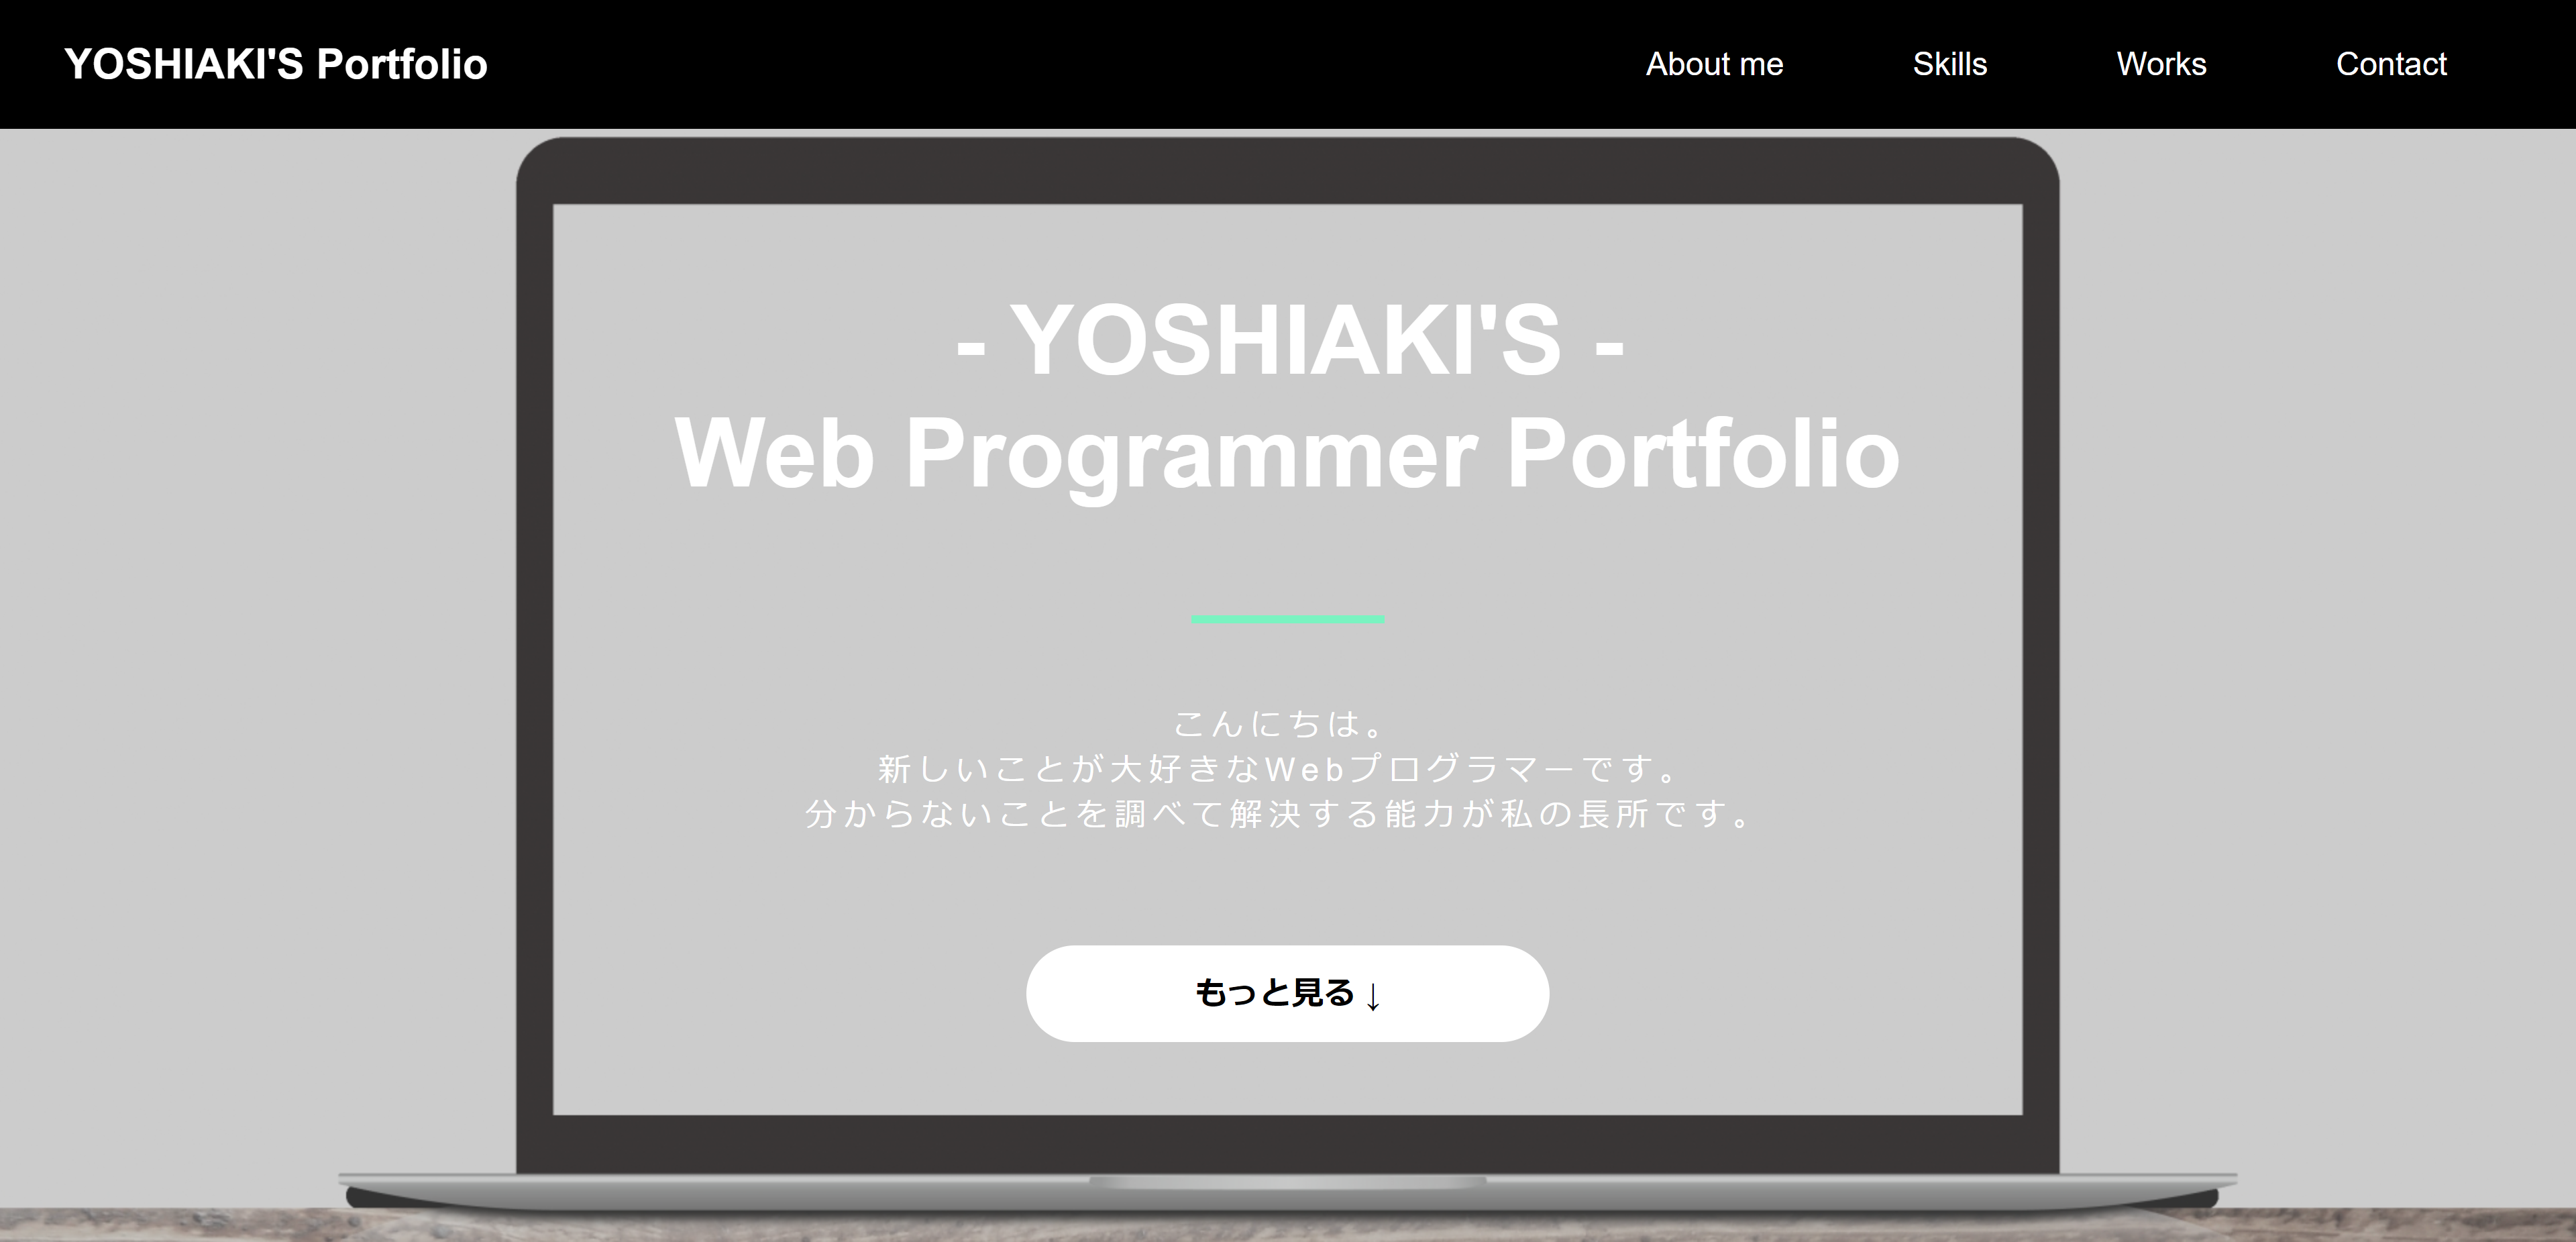 YOSHIAKI'S Portfolio
About me
Skills
Works
Contact
- YOSHIAKI'S -
Web Programmer Portfolio
こんにちは。
新しいことが大好きなWebプログラマーです。
分からないことを調べて解決する能力が私の長所です。
もっと見る ↓